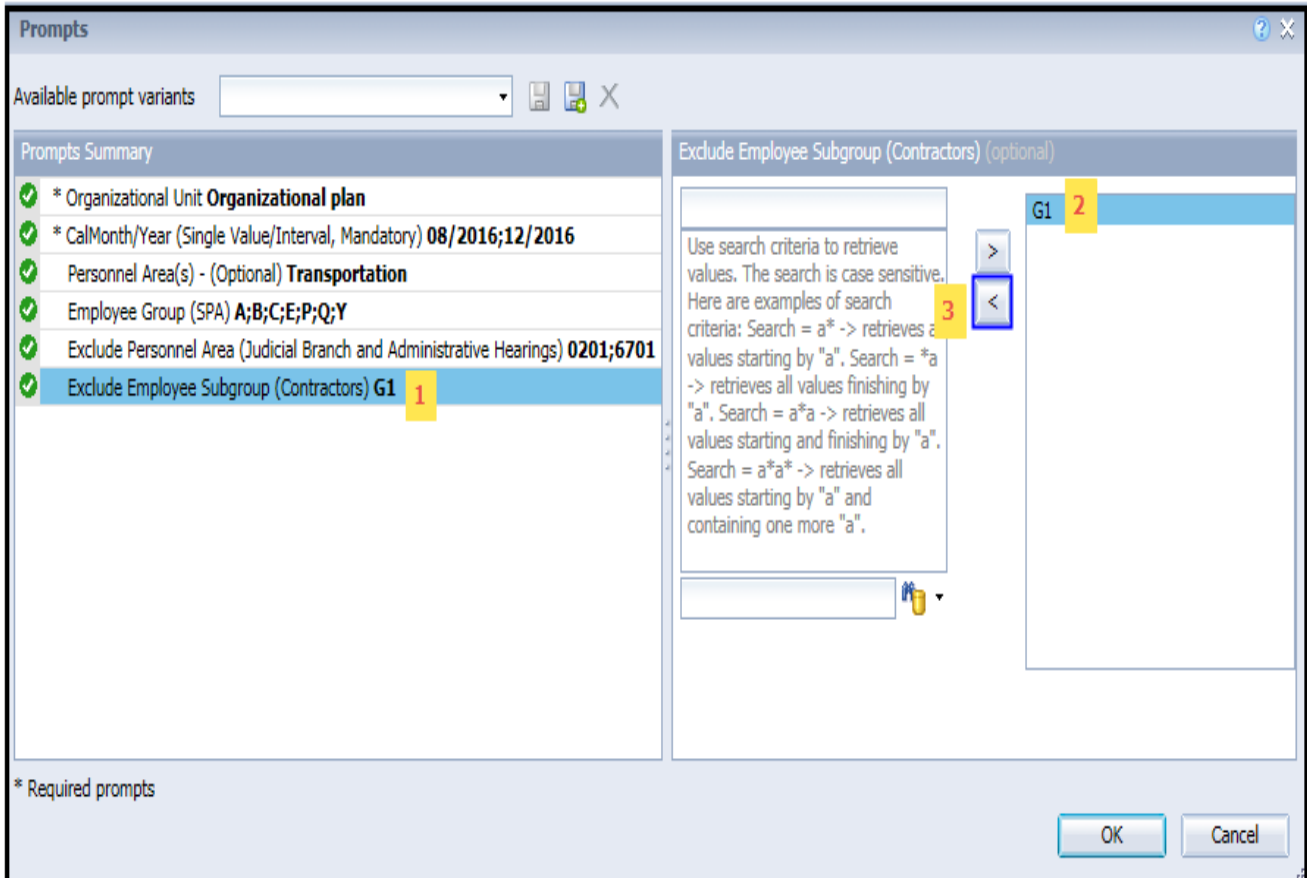 Prompts
Available prompt variants
Prompts Summary
* Organizational Unit Organizational plan
* CalMonth/Year (Single Value/Interval, Mandatory) 08/2016;12/2016
Personnel Area(s) - (Optional) Transportation
Employee Group (SPA) A;B;C;E;P;Q;Y
Exclude Personnel Area (Judicial Branch and Administrative Hearings) 0201;6701
Exclude Employee Subgroup (Contractors) G1 1
Exclude Employee Subgroup (Contractors) (optional)
Use search criteria to retrieve
values. The search is case sensitive.
Here are examples of search
criteria: Search = a* -> retrieves a
values starting by "a". Search = *a
-> retrieves all values finishing by
"a". Search = a*a -> retrieves all
values starting and finishing by "a".
Search = a*a* -> retrieves all
values starting by "a" and
containing one more "a".
>
3 <
G1 2
* Required prompts
OK Cancel